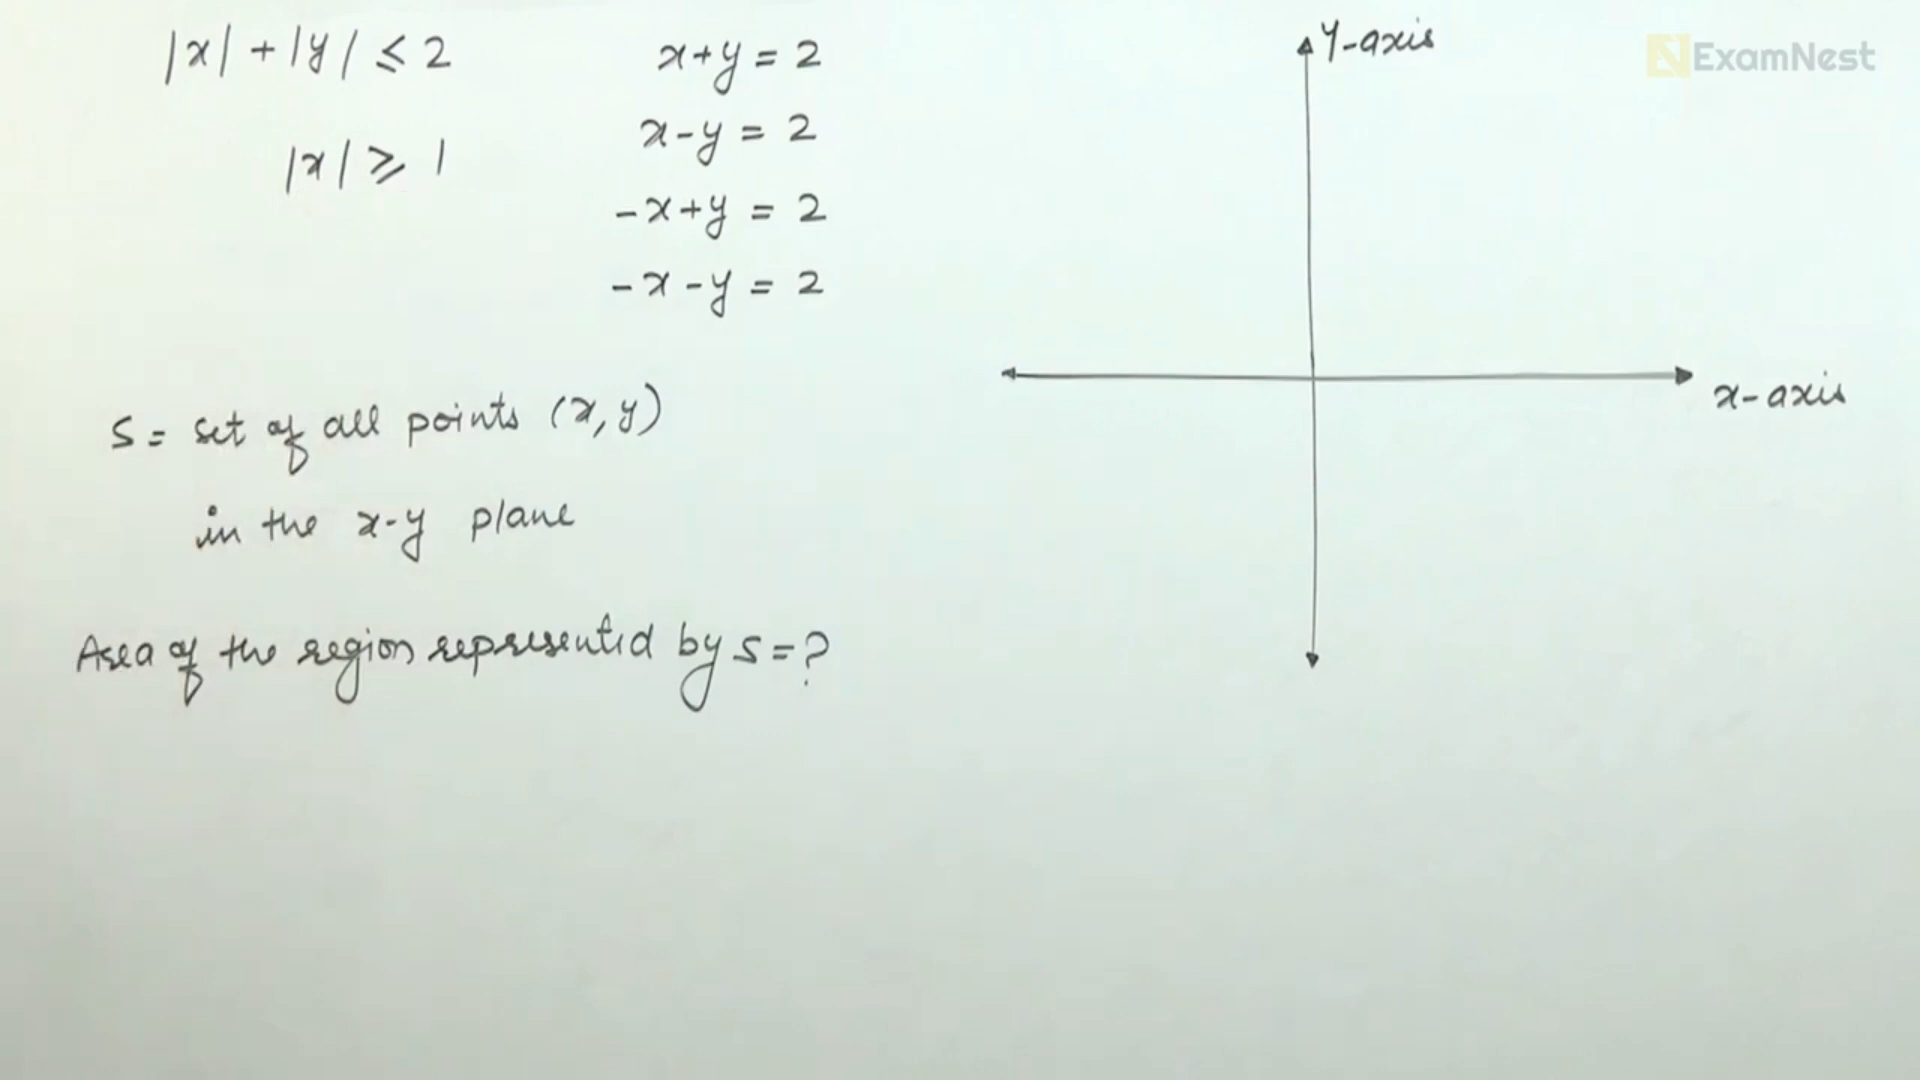 |x| + |y| ≤ 2
|x| ≥ 1
x+y = 2
x-y = 2
-x+y = 2
-x-y = 2
S = set of all points (x, y)
in the x-y plane
Area of the region represented by S = ?
Y-axis
x-axis
ExamNest